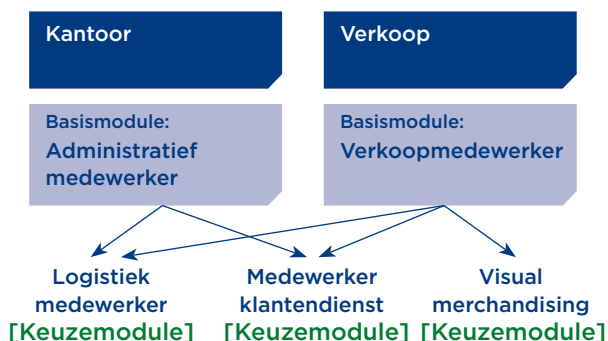 Kantoor
Verkoop
Basismodule:
Administratief
medewerker
Basismodule:
Verkoopmedewerker
Logistiek
medewerker
[Keuzemodule]
Medewerker
klantendienst
[Keuzemodule]
Visual
merchandising
[Keuzemodule]